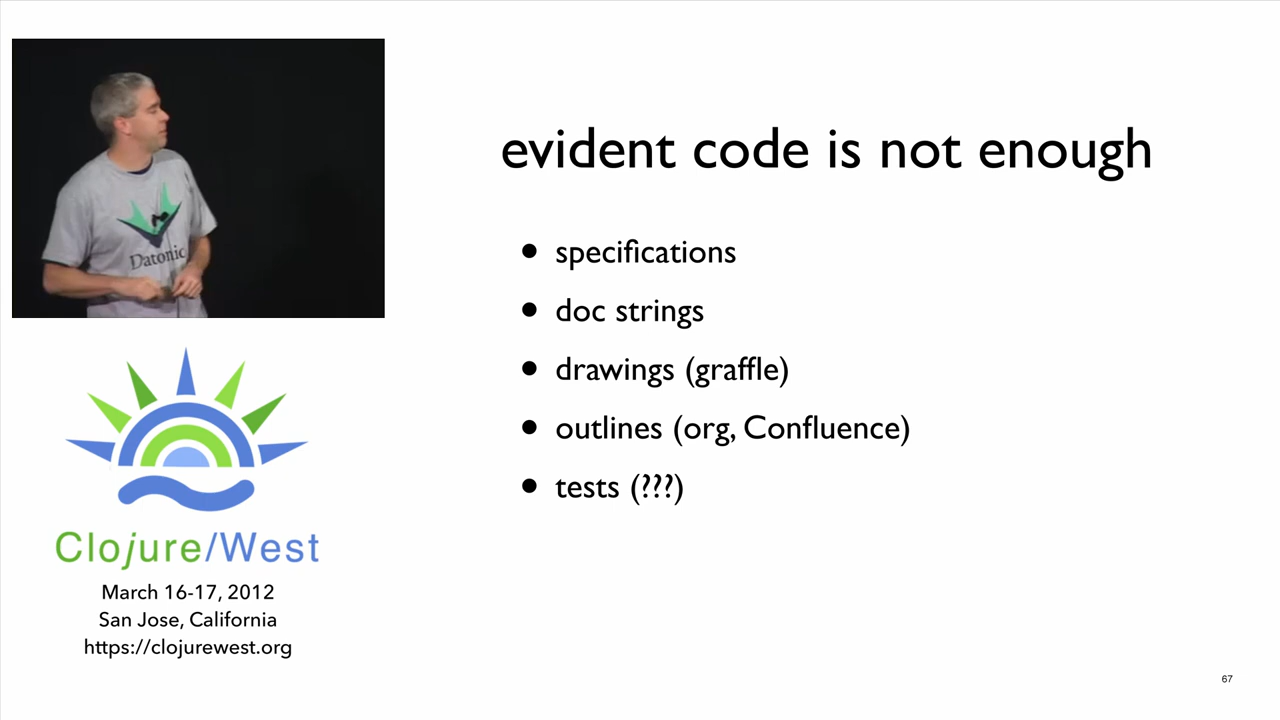 Datomic
evident code is not enough
• specifications
• doc strings
• drawings (graffle)
• outlines (org, Confluence)
• tests (???)
Clojure/West
March 16-17, 2012
San Jose, California
https://clojurewest.org
67